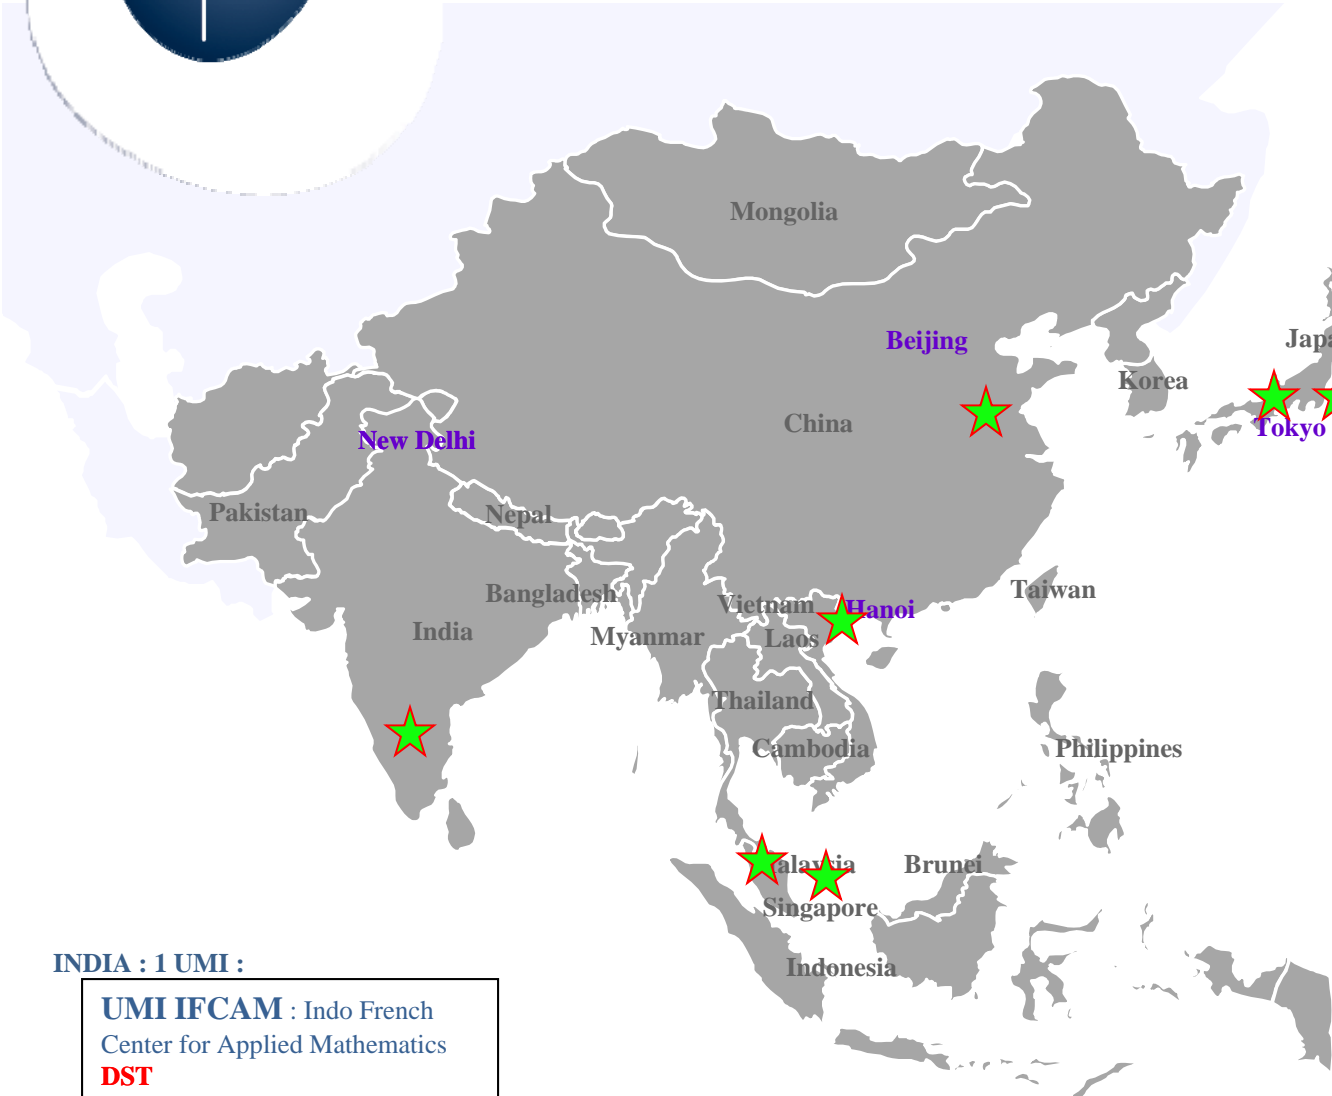 Mongolia
Beijing
Japa
Korea
China
Tokyo
New Delhi
Pakistan
Nepal
Taiwan
Bangladesh
Vietnam
Hanoi
India
Myanmar
Laos
Thailand
Cambodia
Philippines
alaysia
Brunei
Singapore
Indonesia
INDIA : 1 UMI :
UMI IFCAM : Indo French
Center for Applied Mathematics
DST